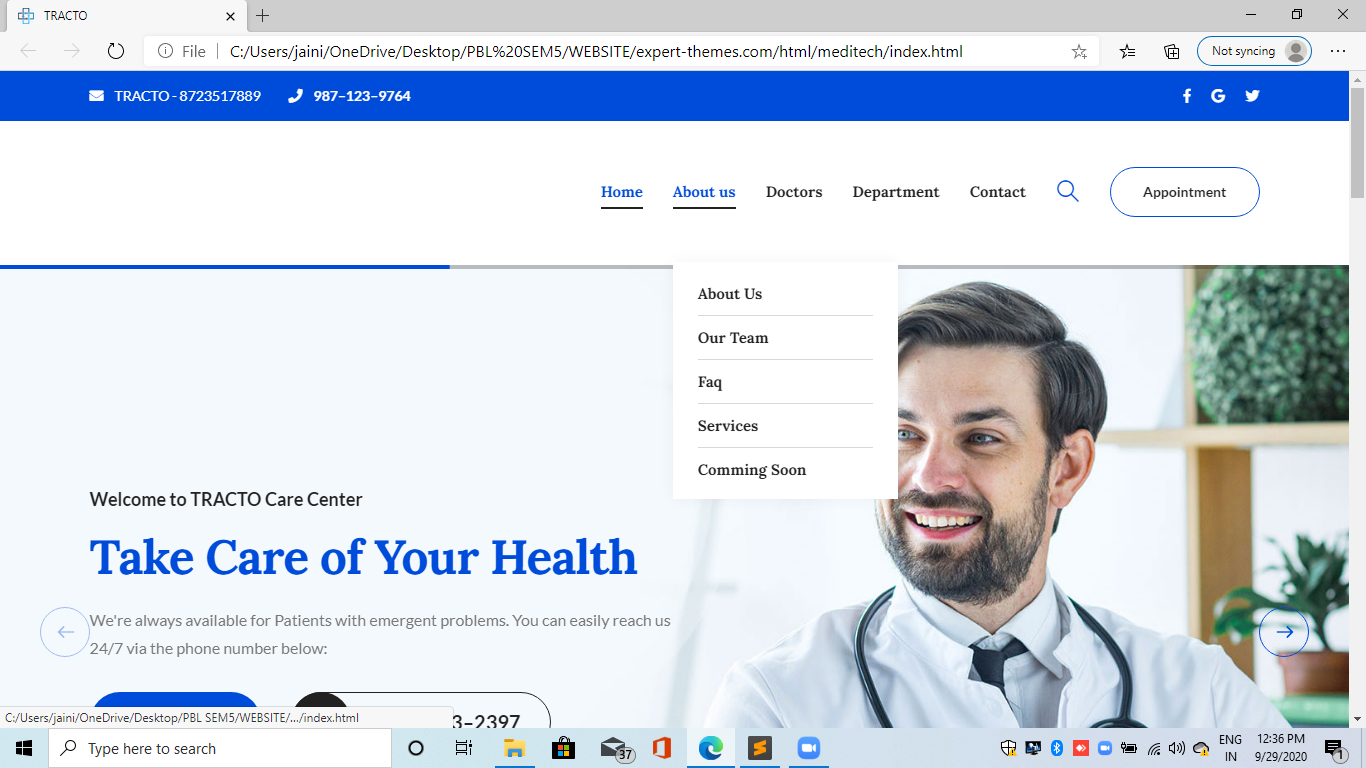 TRACTO
File
C:/Users/jaini/OneDrive/Desktop/PBL%20SEM5/WEBSITE/expert-themes.com/html/meditech/index.html
Not syncing
TRACTO - 8723517889
987–123–9764
Home
About us
Doctors
Department
Contact
Appointment
About Us
Our Team
Faq
Services
Comming Soon
Welcome to TRACTO Care Center
Take Care of Your Health
We're always available for Patients with emergent problems. You can easily reach us
24/7 via the phone number below:
3-2397
C:/Users/jaini/OneDrive/Desktop/PBL SEM5/WEBSITE/.../index.html
Type here to search
37
ENG
IN
12:36 PM
9/29/2020
1